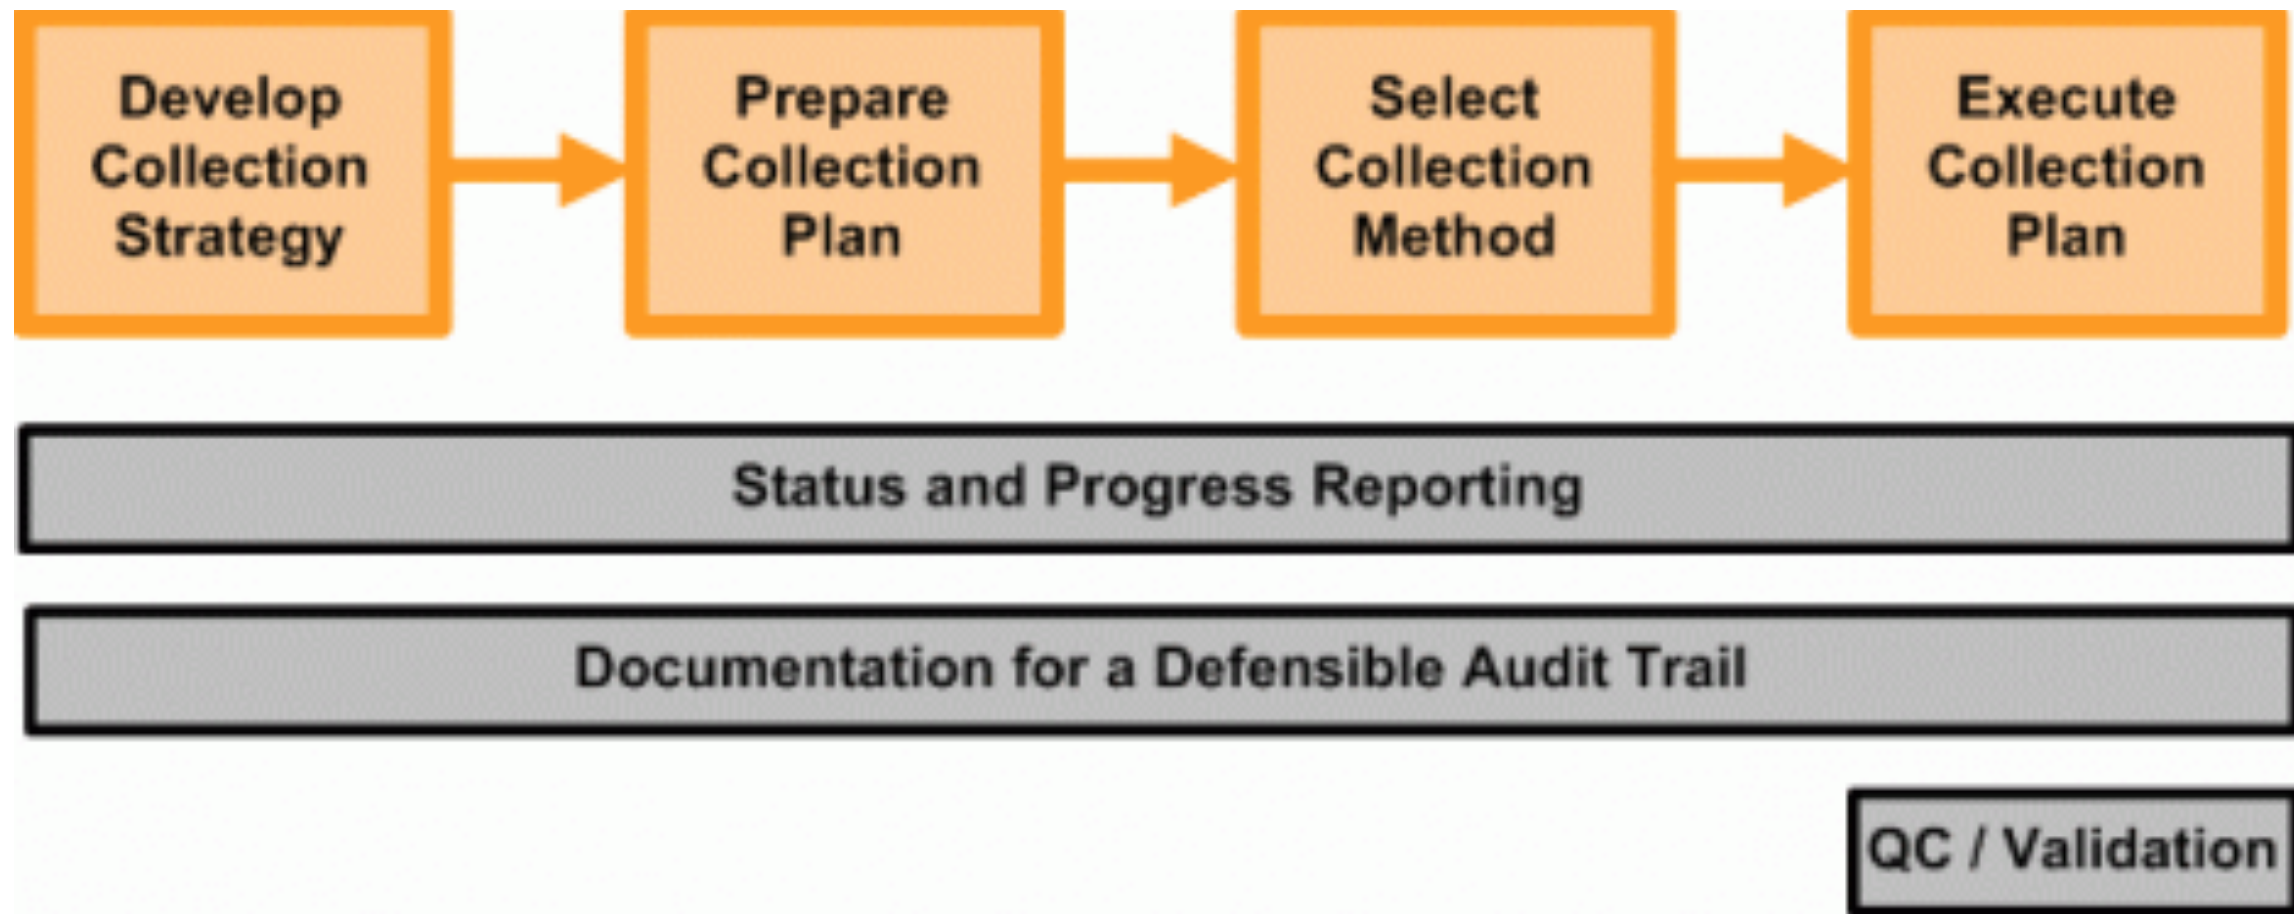 Develop
Collection
Strategy
Prepare
Collection
Plan
Select
Collection
Method
Execute
Collection
Plan
Status and Progress Reporting
Documentation for a Defensible Audit Trail
QC / Validation